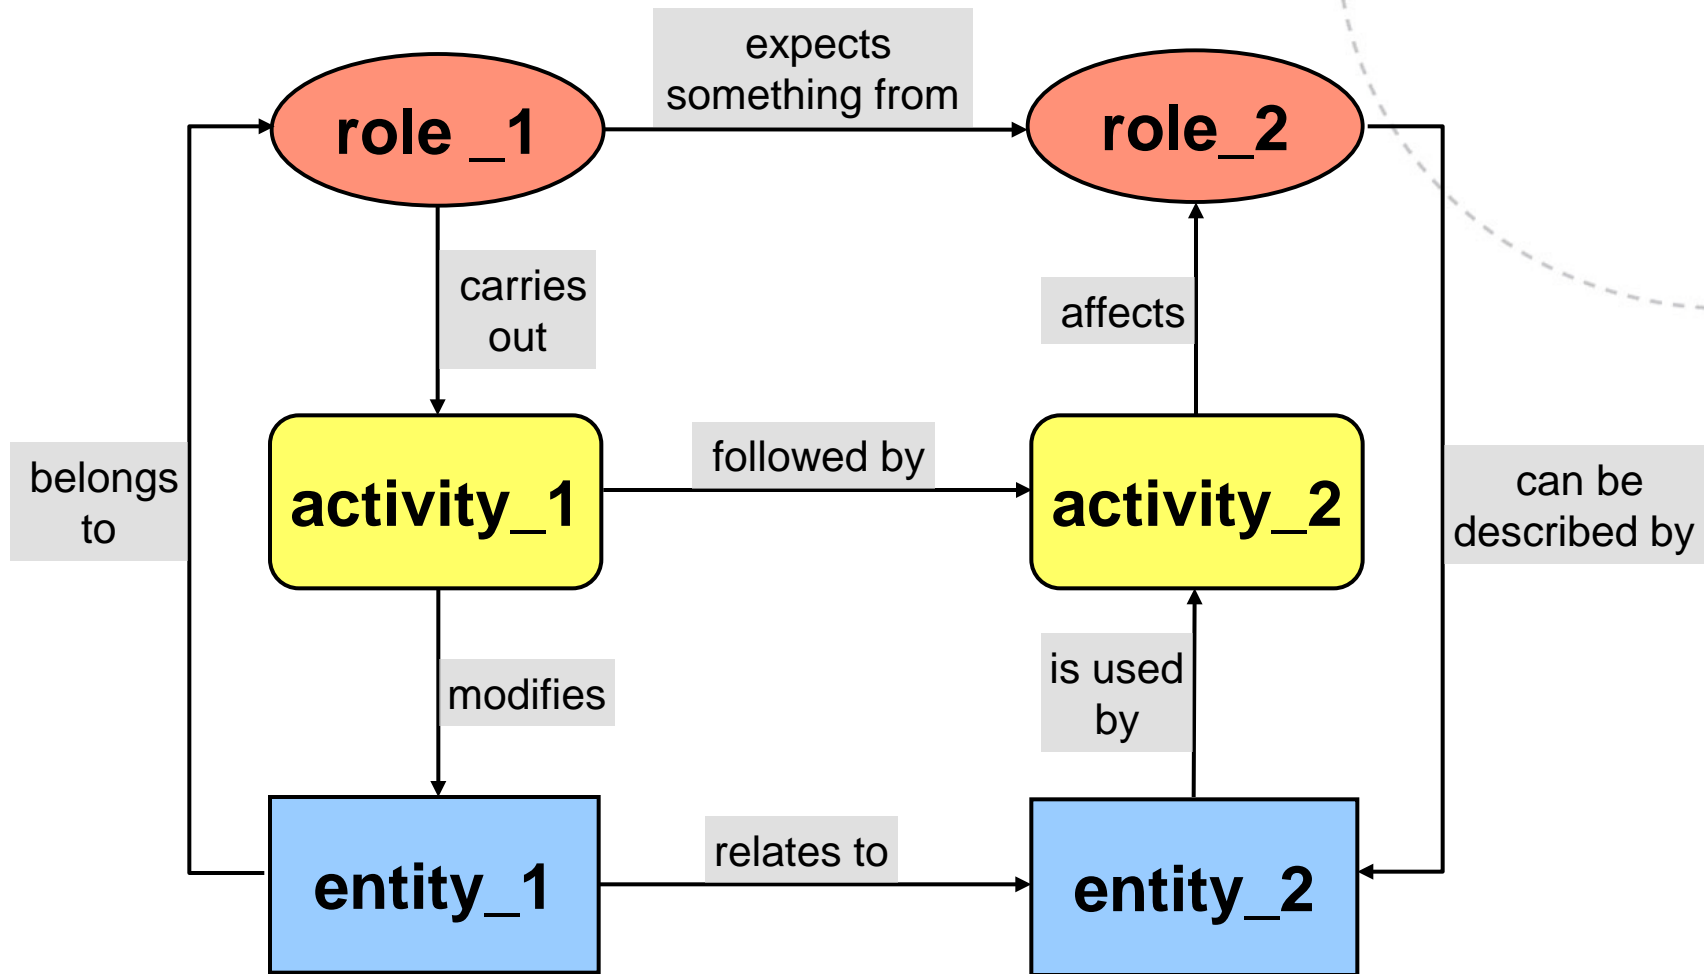 expects
something from
role _1
role_2
carries
out
affects
belongs
to
followed by
can be
described by
activity_1
activity_2
modifies
is used
by
relates to
entity_1
entity_2